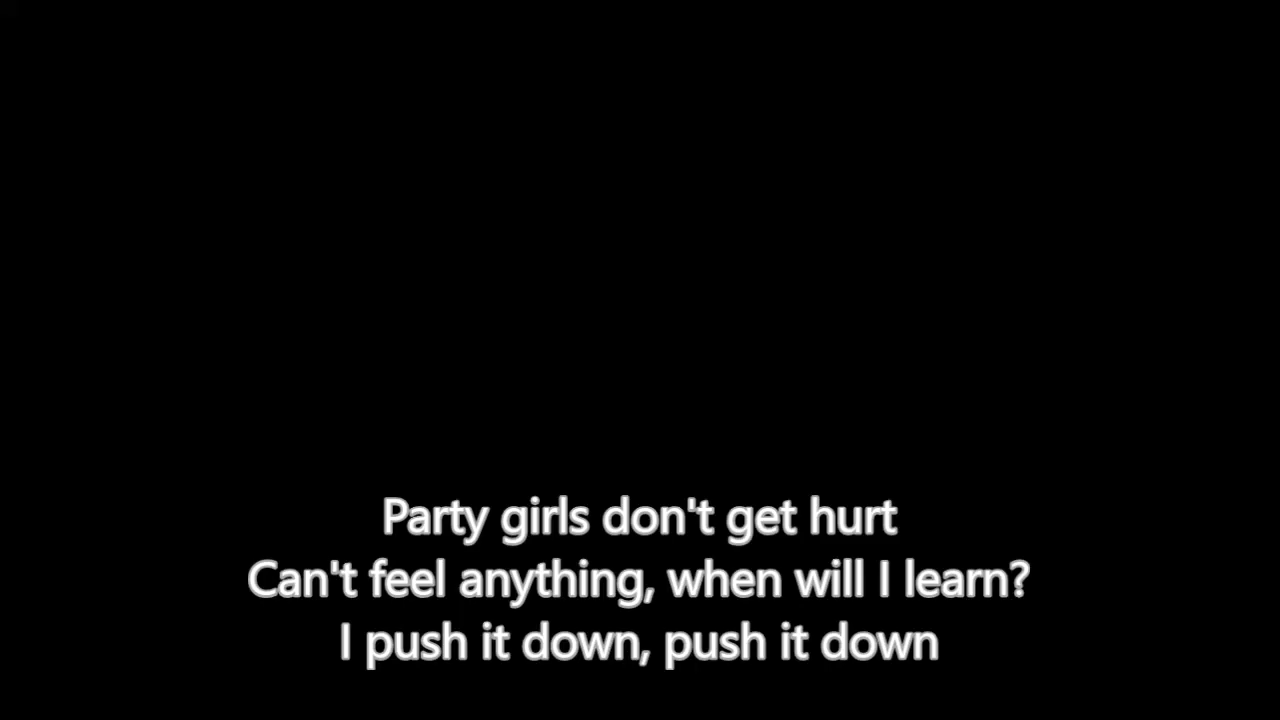 Party girls don't get hurt
Can't feel anything, when will I learn?
I push it down, push it down